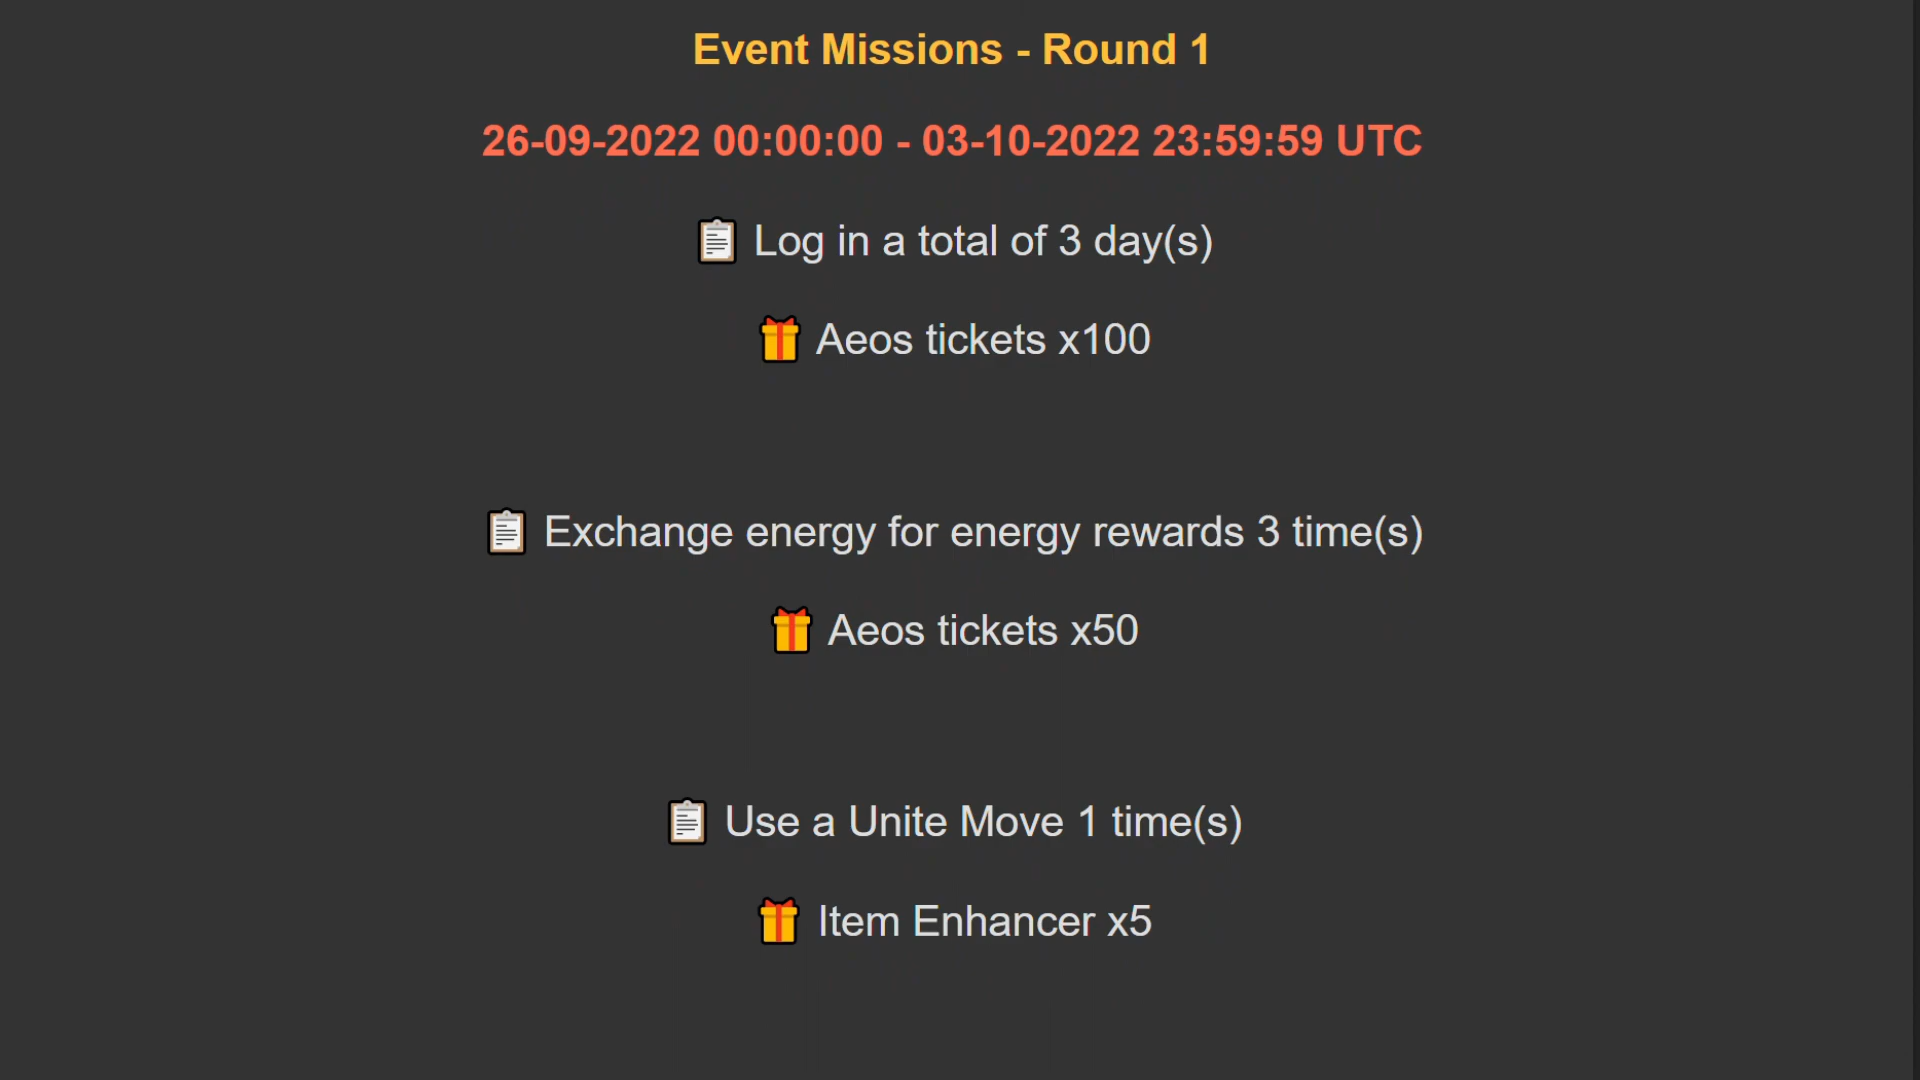 Event Missions - Round 1
26-09-2022 00:00:00 - 03-10-2022 23:59:59 UTC
📋 Log in a total of 3 day(s)
🎁 Aeos tickets x100
📋 Exchange energy for energy rewards 3 time(s)
🎁 Aeos tickets x50
📋 Use a Unite Move 1 time(s)
🎁 Item Enhancer x5